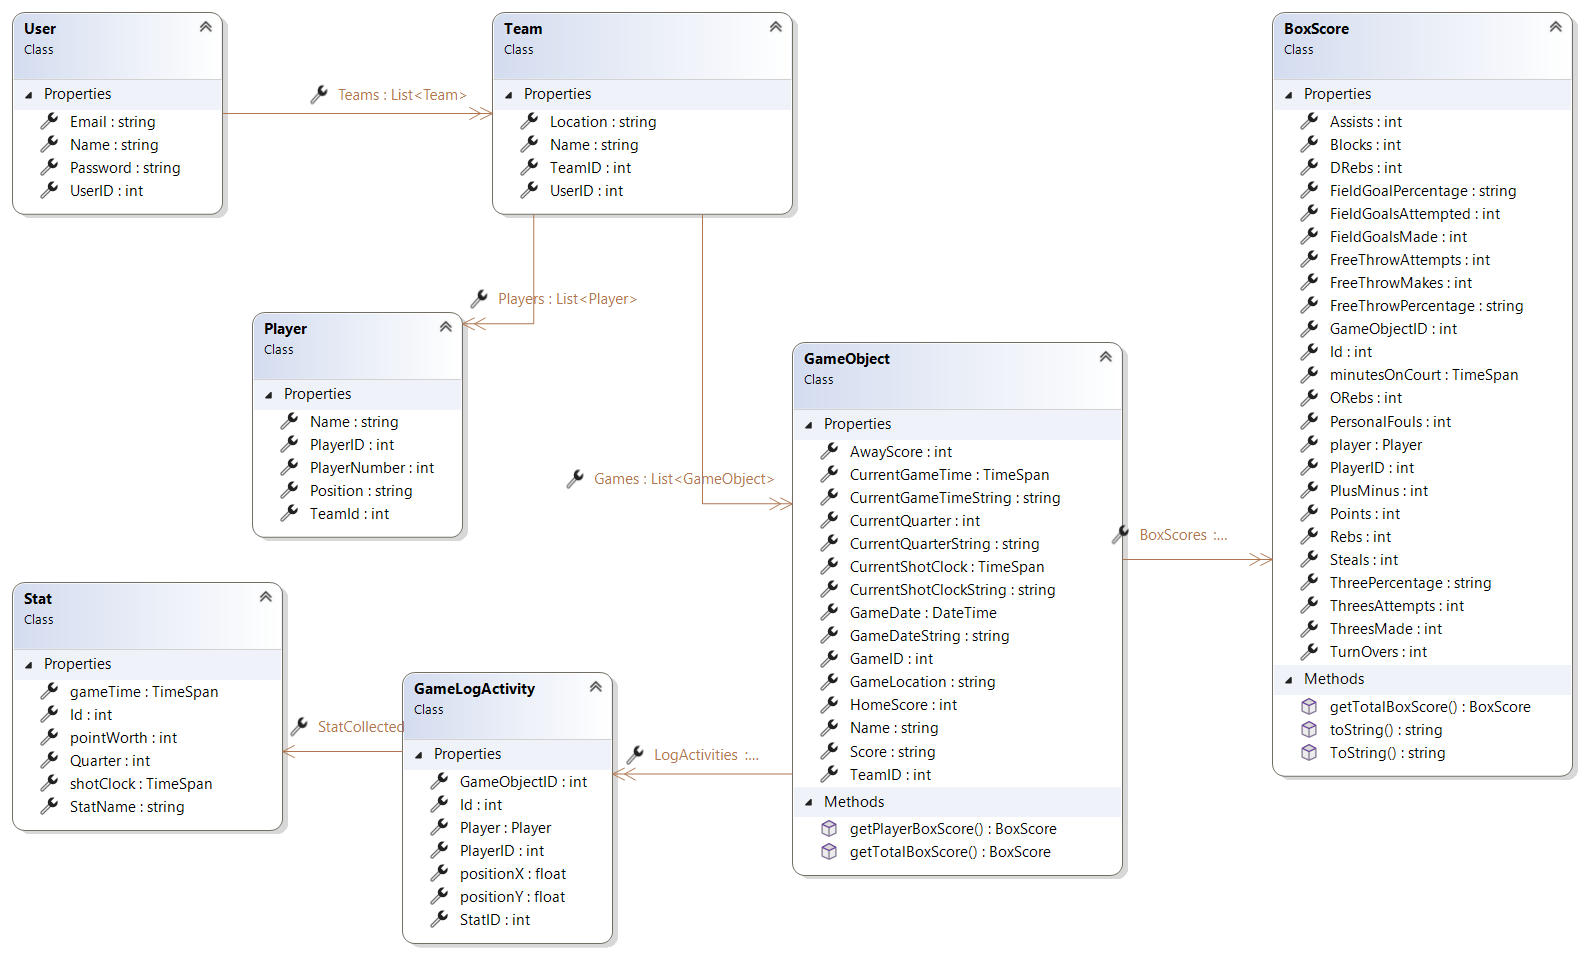 User
Class
Properties
Email : string
Name : string
Password : string
UserID : int
Teams : List<Team>
Team
Class
Properties
Location : string
Name : string
TeamID : int
UserID : int
Players : List<Player>
Player
Class
Properties
Name : string
PlayerID : int
PlayerNumber : int
Position : string
TeamId : int
Games : List<GameObject>
GameObject
Class
Properties
AwayScore : int
CurrentGameTime : TimeSpan
CurrentGameTimeString : string
CurrentQuarter : int
CurrentQuarterString : string
CurrentShotClock : TimeSpan
CurrentShotClockString : string
GameDate : DateTime
GameDateString : string
GameID : int
GameLocation : string
HomeScore : int
Name : string
Score : string
TeamID : int
Methods
getPlayerBoxScore() : BoxScore
getTotalBoxScore() : BoxScore
BoxScores :...
BoxScore
Class
Properties
Assists : int
Blocks : int
DRebs : int
FieldGoalPercentage : string
FieldGoalsAttempted : int
FieldGoalsMade : int
FreeThrowAttempts : int
FreeThrowMakes : int
FreeThrowPercentage : string
GameObjectID : int
Id : int
minutesOnCourt : TimeSpan
ORebs : int
PersonalFouls : int
player : Player
PlayerID : int
PlusMinus : int
Points : int
Rebs : int
Steals : int
ThreePercentage : string
ThreesAttempts : int
ThreesMade : int
TurnOvers : int
Methods
getTotalBoxScore() : BoxScore
toString() : string
ToString() : string
LogActivities :...
GameLogActivity
Class
Properties
GameObjectID : int
Id : int
Player : Player
PlayerID : int
positionX : float
positionY : float
StatID : int
StatCollected
Stat
Class
Properties
gameTime : TimeSpan
Id : int
pointWorth : int
Quarter : int
shotClock : TimeSpan
StatName : string